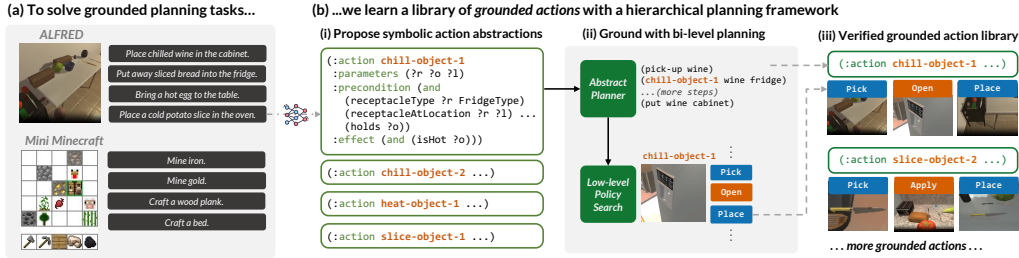 (a) To solve grounded planning tasks…
ALFRED
Place chilled wine in the cabinet.
Put away sliced bread into the fridge.
Bring a hot egg to the table.
Place a cold potato slice in the oven.
Mini Minecraft
Mine iron.
Mine gold.
Craft a wood plank.
Craft a bed.
(b) …we learn a library of grounded actions with a hierarchical planning framework
(i) Propose symbolic action abstractions
(:action chill-object-1
:parameters (?r ?o ?l)
:precondition (and
(receptacleType ?r FridgeType)
(receptacleAtLocation ?r ?l) ...
(holds ?o))
:effect (and (isHot ?o)))
(:action chill-object-2 ...)
(:action heat-object-1 ...)
(:action slice-object-1 ...)
(ii) Ground with bi-level planning
Abstract
Planner
(pick-up wine)
(chill-object-1 wine fridge)
...(more steps)
(put wine cabinet)
Low-level
Policy
Search
chill-object-1
Pick
Open
Place
(iii) Verified grounded action library
(:action chill-object-1 ...)
Pick Open Place
(:action slice-object-2 ...)
Pick Apply Place
. . . more grounded actions . . .